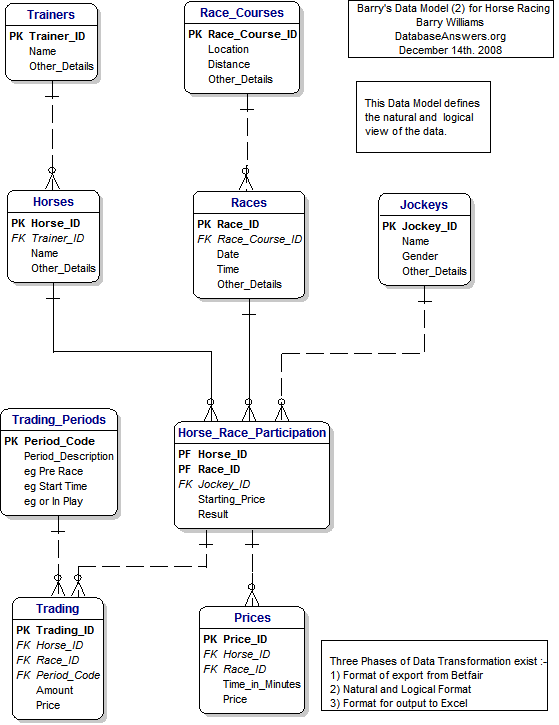 Trainers
PK Trainer_ID
Name
Other_Details
Race_Courses
PK Race_Course_ID
Location
Distance
Other_Details
Barry's Data Model (2) for Horse Racing
Barry Williams
DatabaseAnswers.org
December 14th. 2008
This Data Model defines
the natural and logical
view of the data.
Horses
PK Horse_ID
FK Trainer_ID
Name
Other_Details
Races
PK Race_ID
FK Race_Course_ID
Date
Time
Other_Details
Jockeys
PK Jockey_ID
Name
Gender
Other_Details
Trading_Periods
PK Period_Code
Period_Description
eg Pre Race
eg Start Time
eg or In Play
Horse_Race_Participation
PF Horse_ID
PF Race_ID
FK Jockey_ID
Starting_Price
Result
Trading
PK Trading_ID
FK Horse_ID
FK Race_ID
FK Period_Code
Amount
Price
Prices
PK Price_ID
FK Horse_ID
FK Race_ID
Time_in_Minutes
Price
Three Phases of Data Transformation exist :-
1) Format of export from Betfair
2) Natural and Logical Format
3) Format for output to Excel